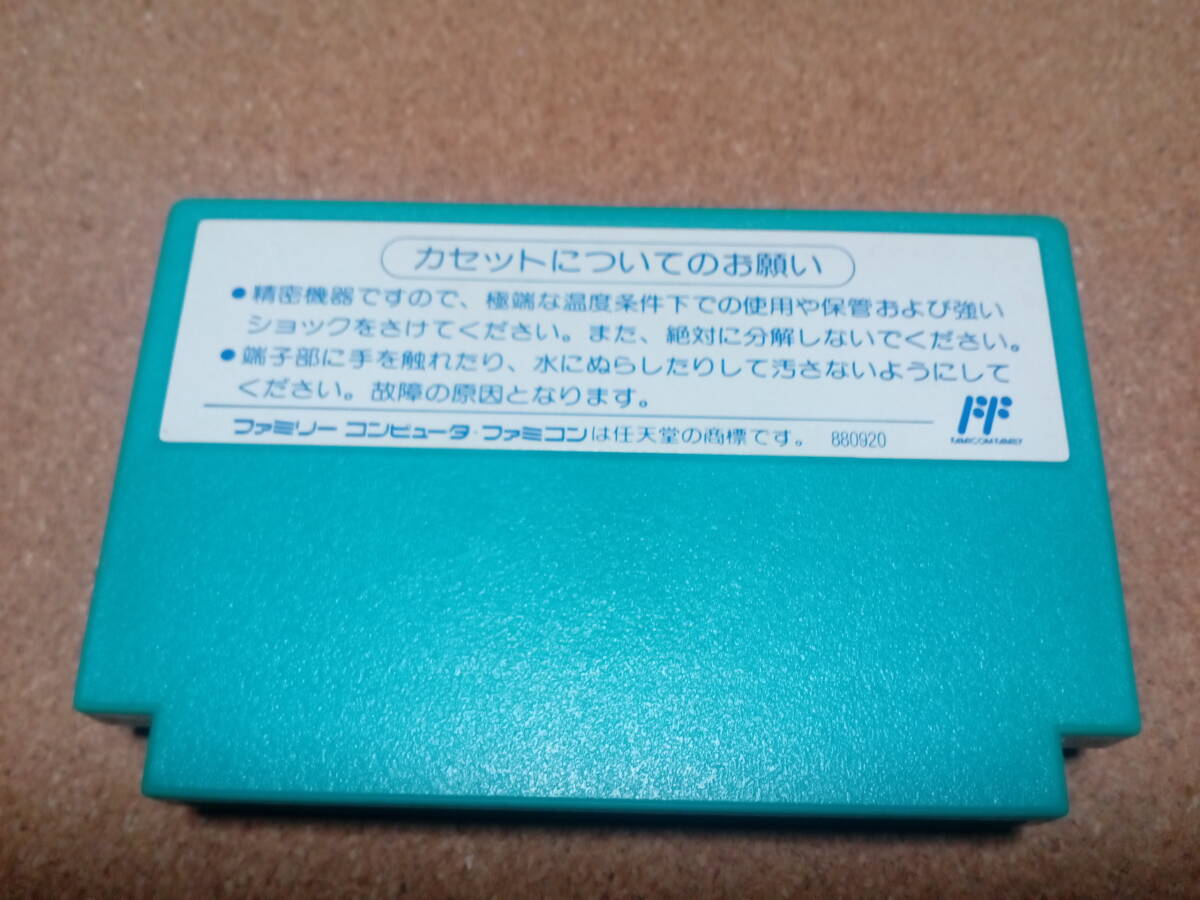 カセットについてのお願い
●精密機器ですので、極端な温度条件下での使用や保管および強い
ショックをさけてください。また、絶対に分解しないでください。
●端子部に手を触れたり、水にぬらしたりして汚さないようにして
ください。故障の原因となります。
ファミリー コンピュータ・ファミコンは任天堂の商標です。 880920
FF
FAMICOM FAMILY